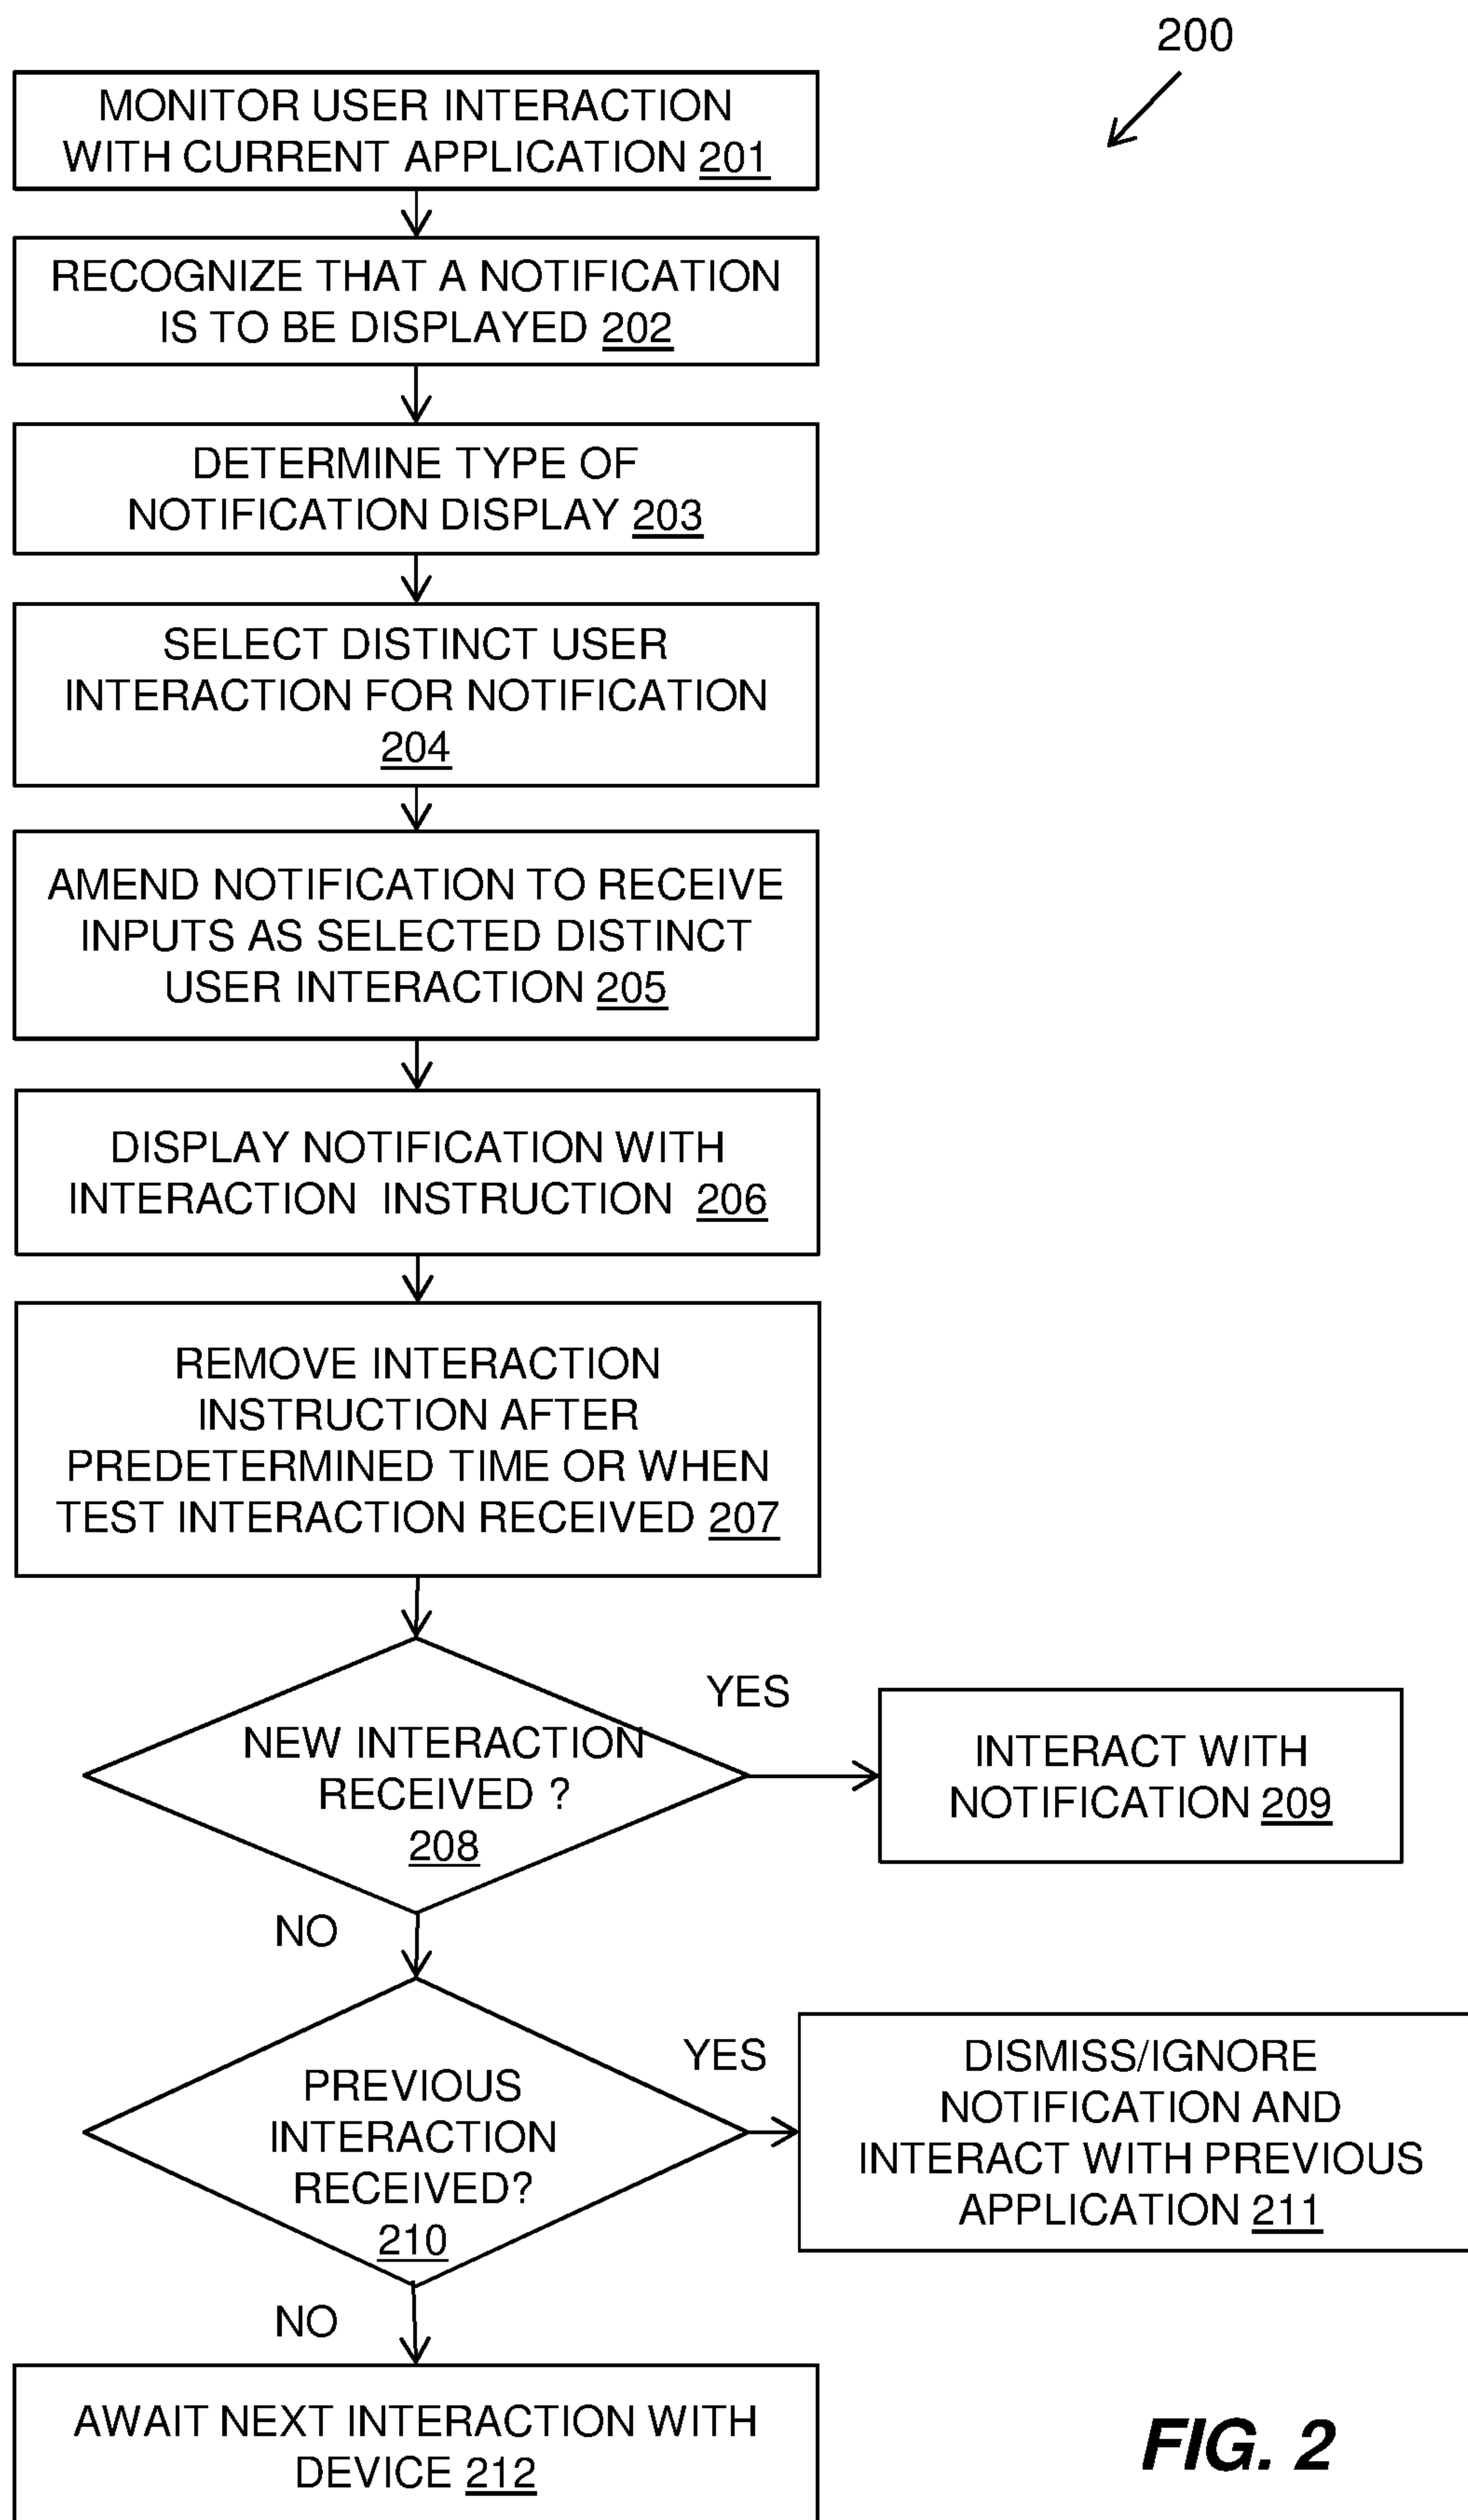 200
MONITOR USER INTERACTION
WITH CURRENT APPLICATION 201
RECOGNIZE THAT A NOTIFICATION
IS TO BE DISPLAYED 202
DETERMINE TYPE OF
NOTIFICATION DISPLAY 203
SELECT DISTINCT USER
INTERACTION FOR NOTIFICATION
204
AMEND NOTIFICATION TO RECEIVE
INPUTS AS SELECTED DISTINCT
USER INTERACTION 205
DISPLAY NOTIFICATION WITH
INTERACTION INSTRUCTION 206
REMOVE INTERACTION
INSTRUCTION AFTER
PREDETERMINED TIME OR WHEN
TEST INTERACTION RECEIVED 207
NEW INTERACTION
RECEIVED ?
208
YES
INTERACT WITH
NOTIFICATION 209
NO
PREVIOUS
INTERACTION
RECEIVED?
210
YES
DISMISS/IGNORE
NOTIFICATION AND
INTERACT WITH PREVIOUS
APPLICATION 211
NO
AWAIT NEXT INTERACTION WITH
DEVICE 212
FIG. 2